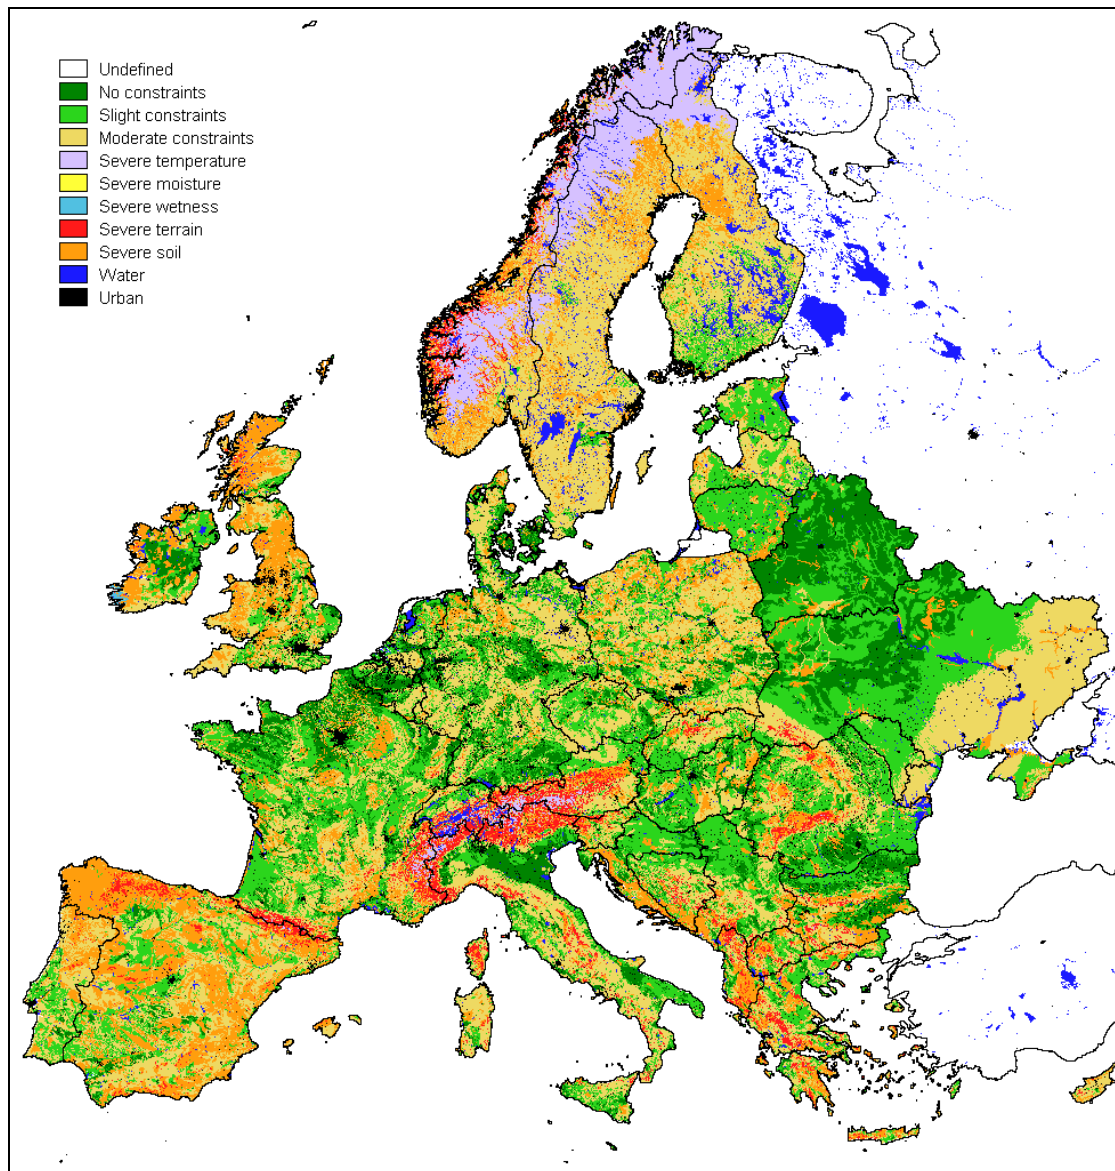 Undefined
No constraints
Slight constraints
Moderate constraints
Severe temperature
Severe moisture
Severe wetness
Severe terrain
Severe soil
Water
Urban